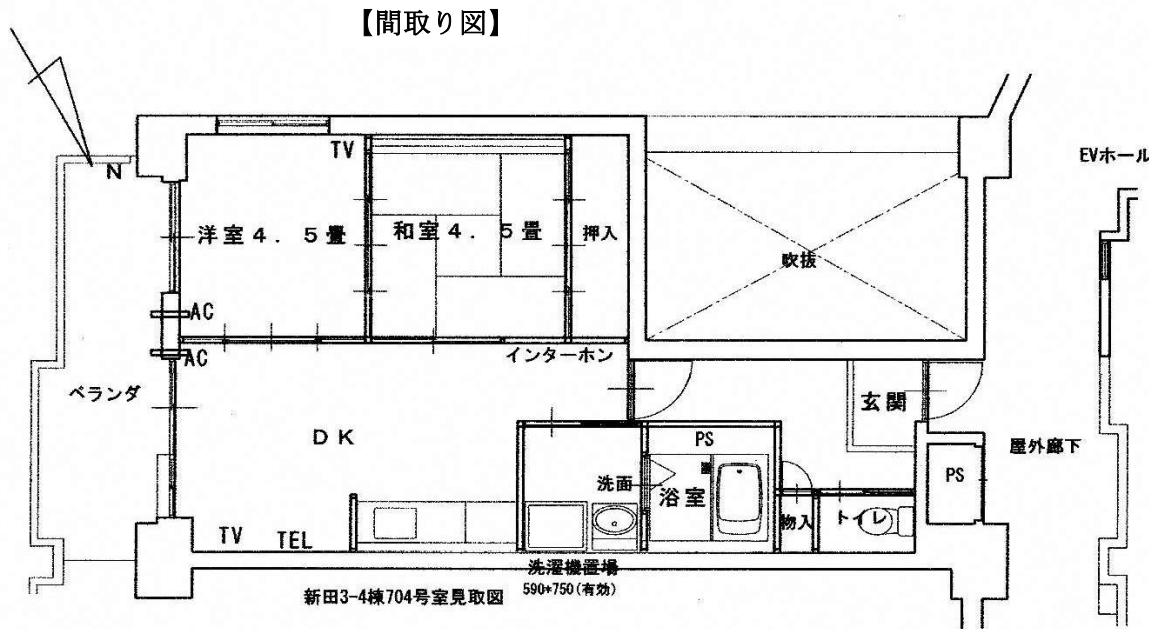 【間取り図】
N
TV
EVホール
洋室4．5畳
和室4．5畳
押入
吹抜
AC
AC
インターホン
ベランダ
玄関
DK
PS
屋外廊下
洗面
浴室
PS
物入
トイレ
TV
TEL
洗濯機置場
590*750(有効)
新田3-4棟704号室見取図